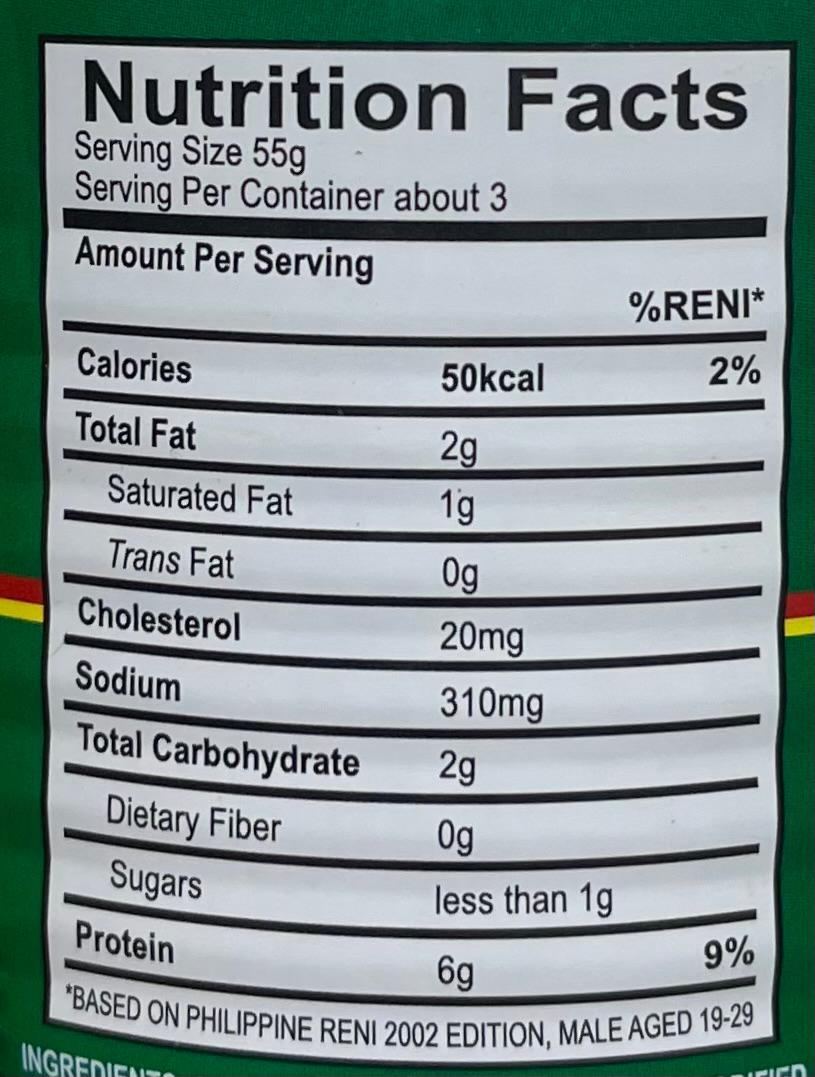 Nutrition Facts
Serving Size 55g
Serving Per Container about 3
Amount Per Serving
%RENI*
Calories 50kcal 2%
Total Fat 2g
Saturated Fat 1g
Trans Fat 0g
Cholesterol 20mg
Sodium 310mg
Total Carbohydrate 2g
Dietary Fiber 0g
Sugars less than 1g
Protein 6g 9%
*BASED ON PHILIPPINE RENI 2002 EDITION, MALE AGED 19-29